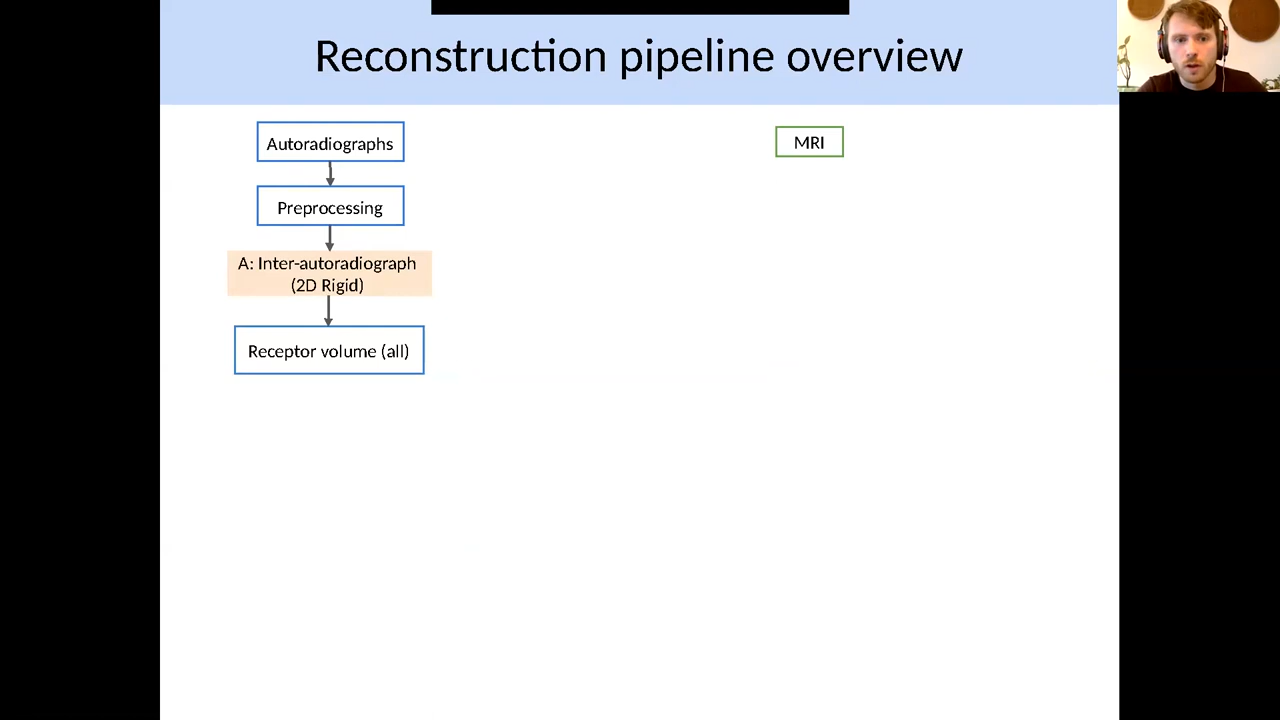 Reconstruction pipeline overview
Autoradiographs
MRI
Preprocessing
A: Inter-autoradiograph
(2D Rigid)
Receptor volume (all)